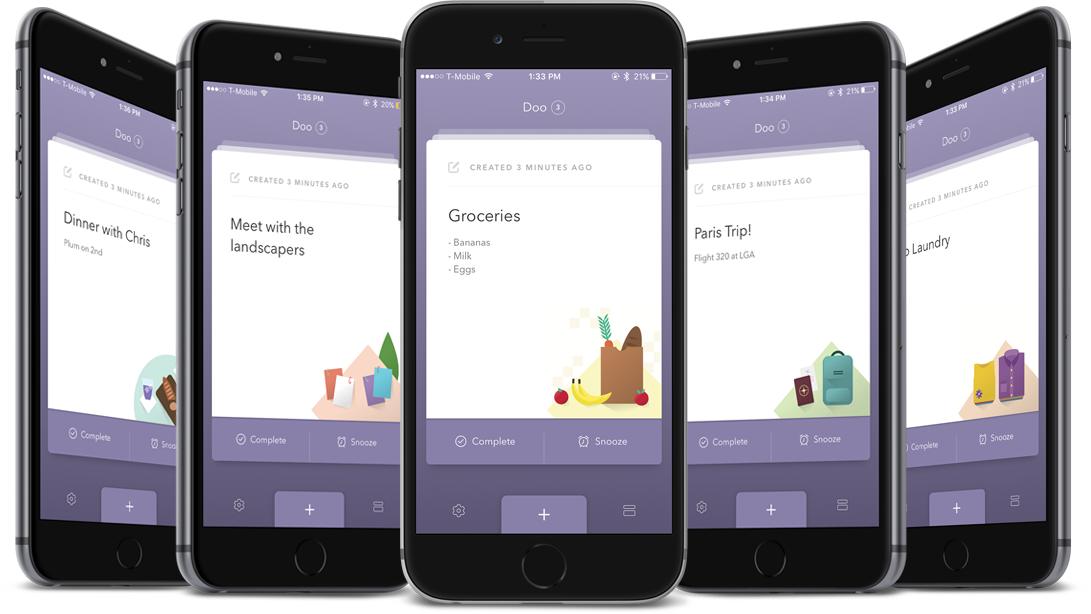 T-Mobile
1:36 PM
Doo 3
CREATED 3 MINUTES AGO
Dinner with Chris
Plum on 2nd
Complete
+
T-Mobile
1:35 PM
20%
Doo 3
CREATED 3 MINUTES AGO
Meet with the
landscapers
Complete
Snooze
+
T-Mobile
1:33 PM
21%
Doo 3
CREATED 3 MINUTES AGO
Groceries
- Bananas
- Milk
- Eggs
Complete
Snooze
+
T-Mobile
1:34 PM
21%
Doo 3
CREATED 3 MINUTES AGO
Paris Trip!
Flight 320 at LGA
Complete
Snooze
+
1:33 PM
21%
Doo 3
CREATED 3 MINUTES AGO
Laundry
Complete
Snooze
+